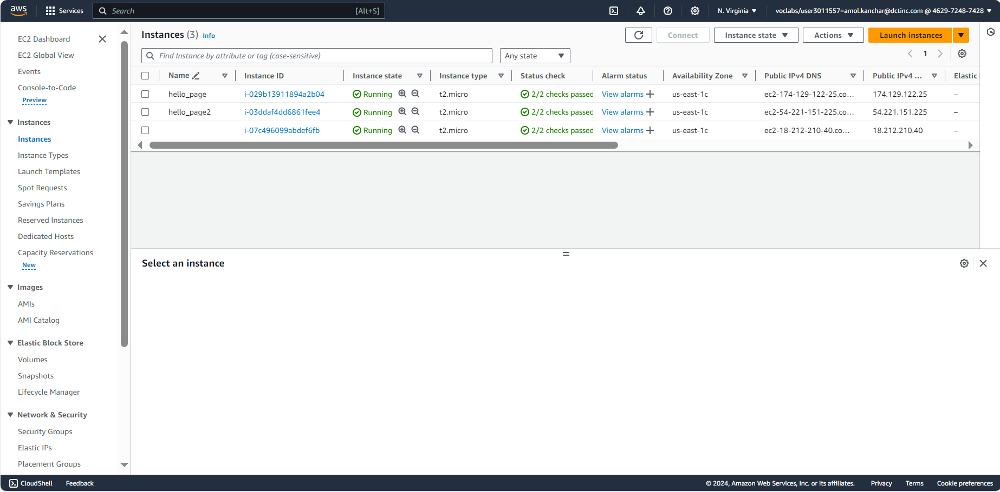 aws Services Search [Alt+S] N. Virginia voclabs/user3011557=amol.kanchar@dctinc.com @ 4629-7248-7428
EC2 Dashboard
EC2 Global View
Events
Console-to-Code
Preview
Instances
Instances
Instance Types
Launch Templates
Spot Requests
Savings Plans
Reserved Instances
Dedicated Hosts
Capacity Reservations
New
Images
AMIs
AMI Catalog
Elastic Block Store
Volumes
Snapshots
Lifecycle Manager
Network & Security
Security Groups
Elastic IPs
Placement Groups
Instances (3) Info Connect Instance state Actions Launch instances
Find Instance by attribute or tag (case-sensitive) Any state 1
Name Instance ID Instance state Instance type Status check Alarm status Availability Zone Public IPv4 DNS Public IPv4 ... Elastic
hello_page i-029b13911894a2b04 Running t2.micro 2/2 checks passed View alarms + us-east-1c ec2-174-129-122-25.co... 174.129.122.25 –
hello_page2 i-03ddaf4dd6861fee4 Running t2.micro 2/2 checks passed View alarms + us-east-1c ec2-54-221-151-225.co... 54.221.151.225 –
i-07c496099abdef6fb Running t2.micro 2/2 checks passed View alarms + us-east-1c ec2-18-212-210-40.co... 18.212.210.40 –
Select an instance
CloudShell Feedback © 2024, Amazon Web Services, Inc. or its affiliates. Privacy Terms Cookie preferences